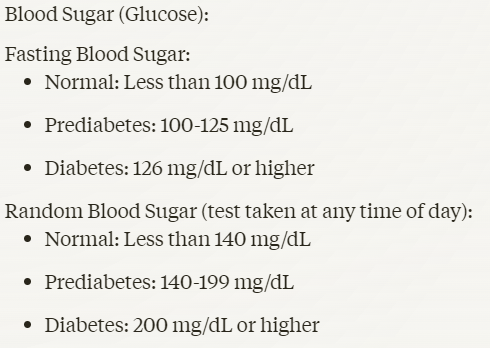 Blood Sugar (Glucose):
Fasting Blood Sugar:
• Normal: Less than 100 mg/dL
• Prediabetes: 100-125 mg/dL
• Diabetes: 126 mg/dL or higher
Random Blood Sugar (test taken at any time of day):
• Normal: Less than 140 mg/dL
• Prediabetes: 140-199 mg/dL
• Diabetes: 200 mg/dL or higher